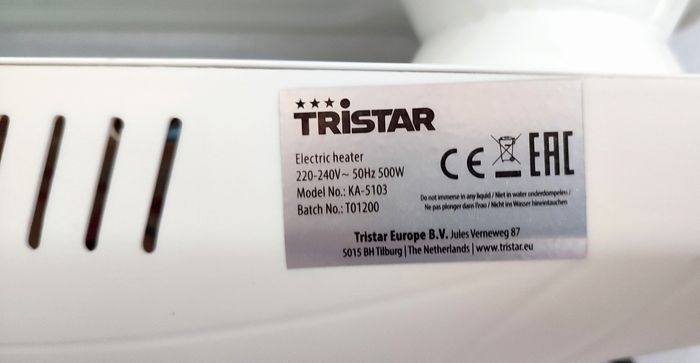 TRISTAR
Electric heater
220-240V~ 50Hz 500W
Model No.: KA-5103
Batch No.: T01200
CE EAC
Do not immerse in any liquid / Niet in water onderdompelen /
Ne pas plonger dans l'eau / Nicht ins Wasser hineintauchen
Tristar Europe B.V. Jules Verneweg 87
5015 BH Tilburg | The Netherlands | www.tristar.eu